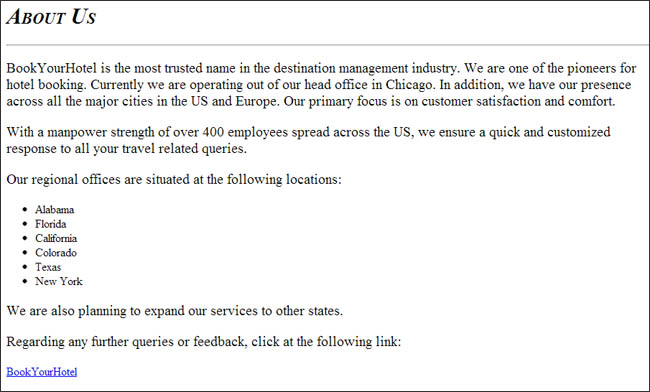 About Us
BookYourHotel is the most trusted name in the destination management industry. We are one of the pioneers for
hotel booking. Currently we are operating out of our head office in Chicago. In addition, we have our presence
across all the major cities in the US and Europe. Our primary focus is on customer satisfaction and comfort.
With a manpower strength of over 400 employees spread across the US, we ensure a quick and customized
response to all your travel related queries.
Our regional offices are situated at the following locations:
• Alabama
• Florida
• California
• Colorado
• Texas
• New York
We are also planning to expand our services to other states.
Regarding any further queries or feedback, click at the following link:
BookYourHotel